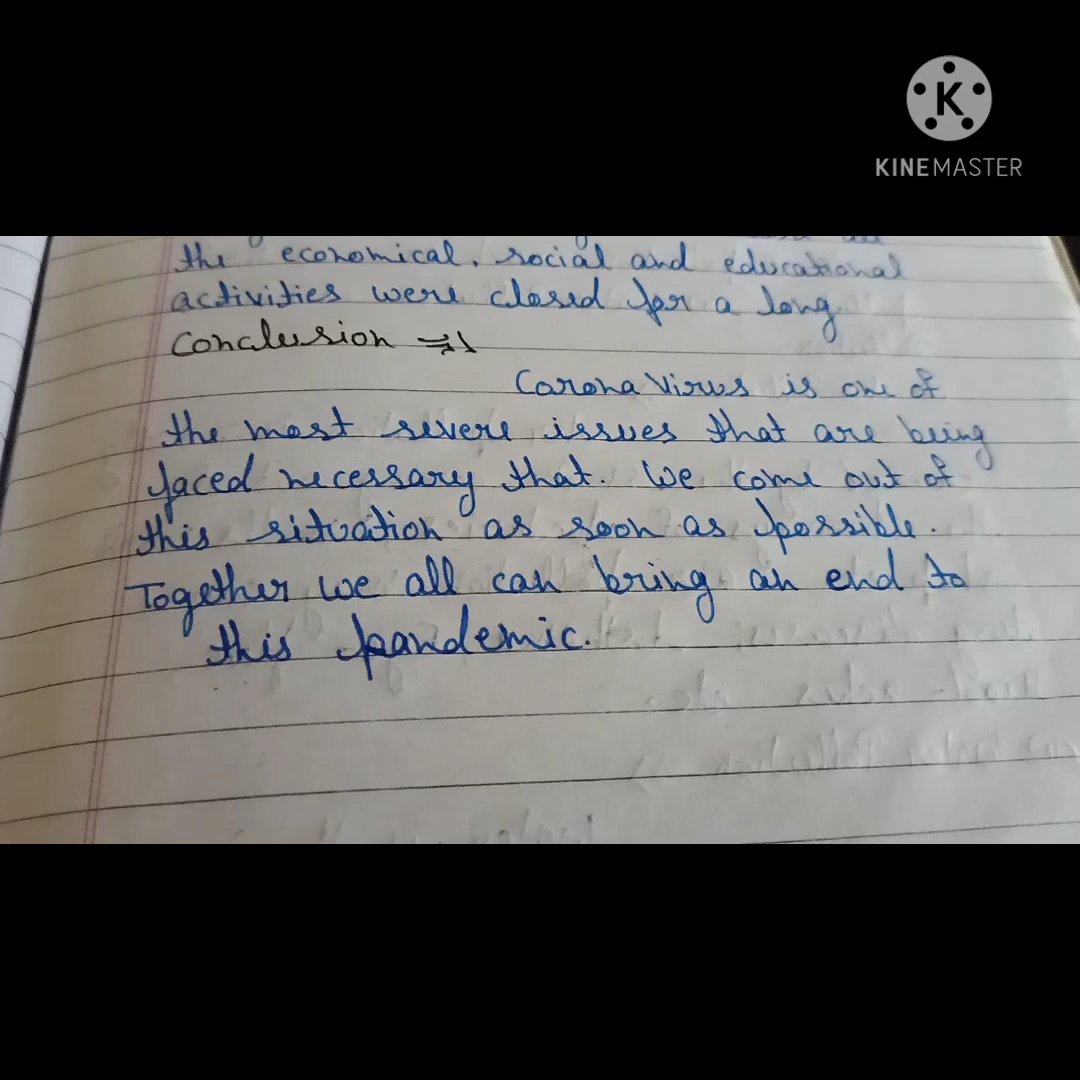 KINEMASTER
the economical, social and educational
activities were closed for a long
Conclusion
Corona Virus is one of
the most severe issues that are being
faced necessary that. We come out of
this situation as soon as possible.
Together we all can bring an end to
this pandemic.